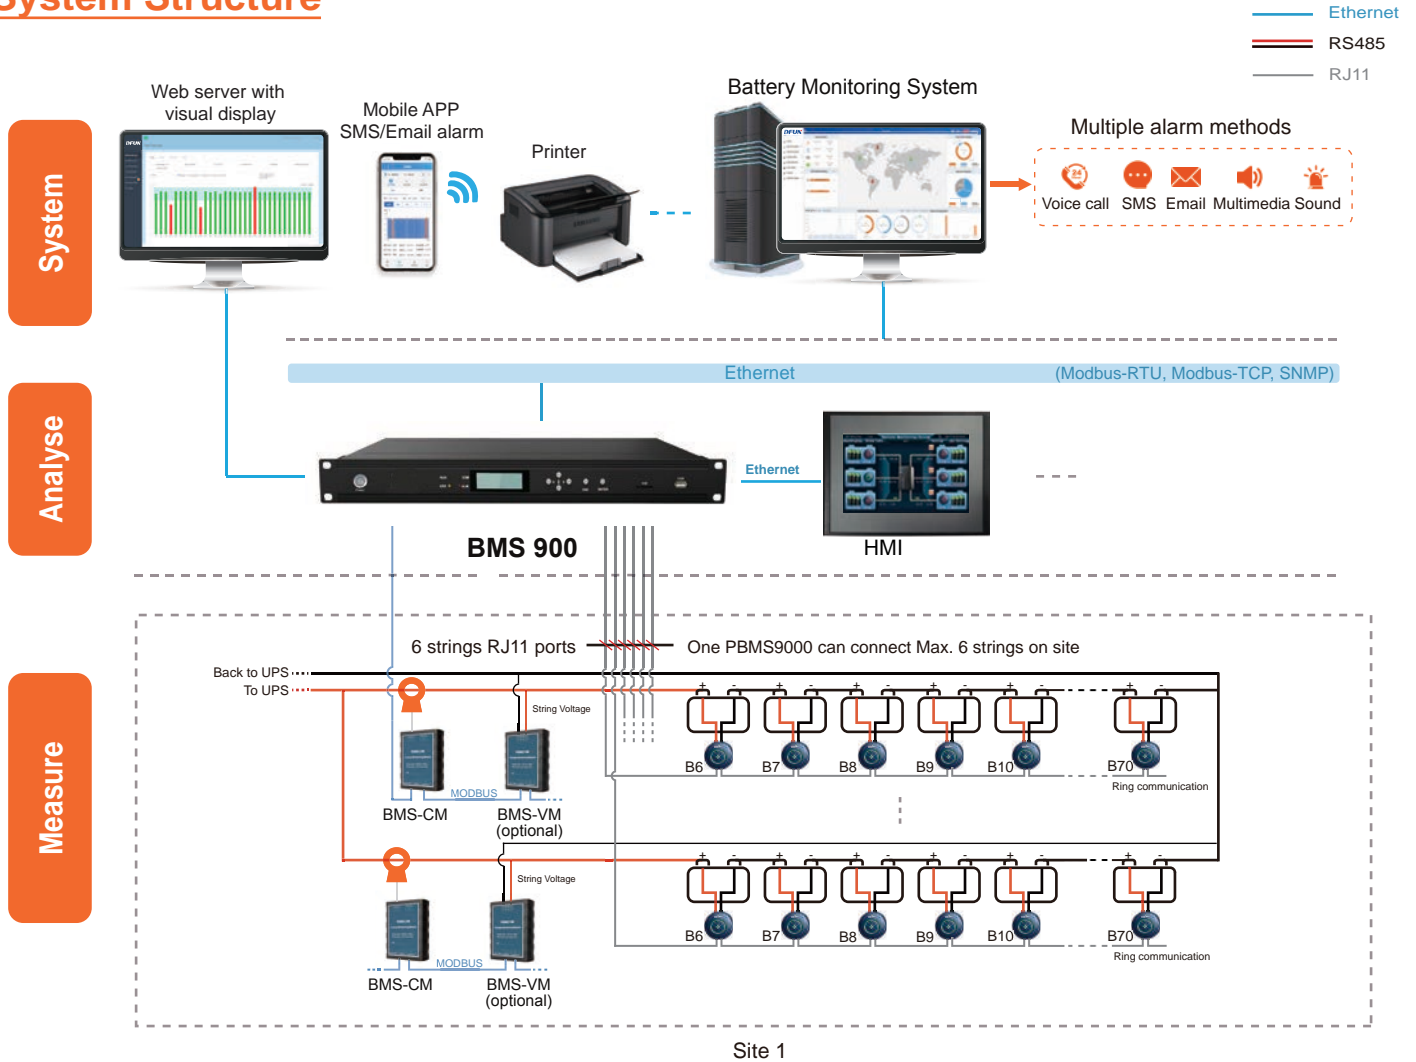 System Structure
Ethernet
RS485
RJ11
Web server with
visual display
Mobile APP
SMS/Email alarm
Printer
Battery Monitoring System
Multiple alarm methods
Voice call
SMS
Email
Multimedia
Sound
System
DFUN
DFUN
24
Ethernet
(Modbus-RTU, Modbus-TCP, SNMP)
Analyse
Ethernet
BMS 900
HMI
6 strings RJ11 ports
One PBMS9000 can connect Max. 6 strings on site
Measure
Back to UPS
To UPS
String Voltage
+ - + - + - + - + - + -
B6
B7
B8
B9
B10
B70
Ring communication
MODBUS
BMS-CM
BMS-VM
(optional)
String Voltage
+ - + - + - + - + - + -
B6
B7
B8
B9
B10
B70
Ring communication
MODBUS
BMS-CM
BMS-VM
(optional)
Site 1